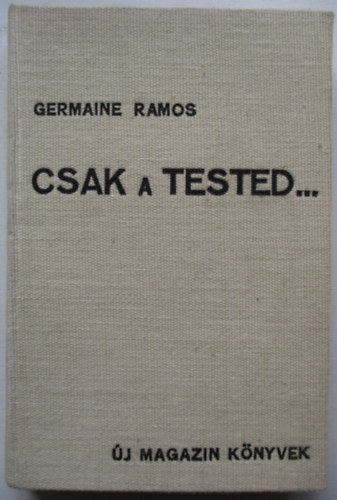 GERMAINE RAMOS
CSAK A TESTED...
ÚJ MAGAZIN KÖNYVEK